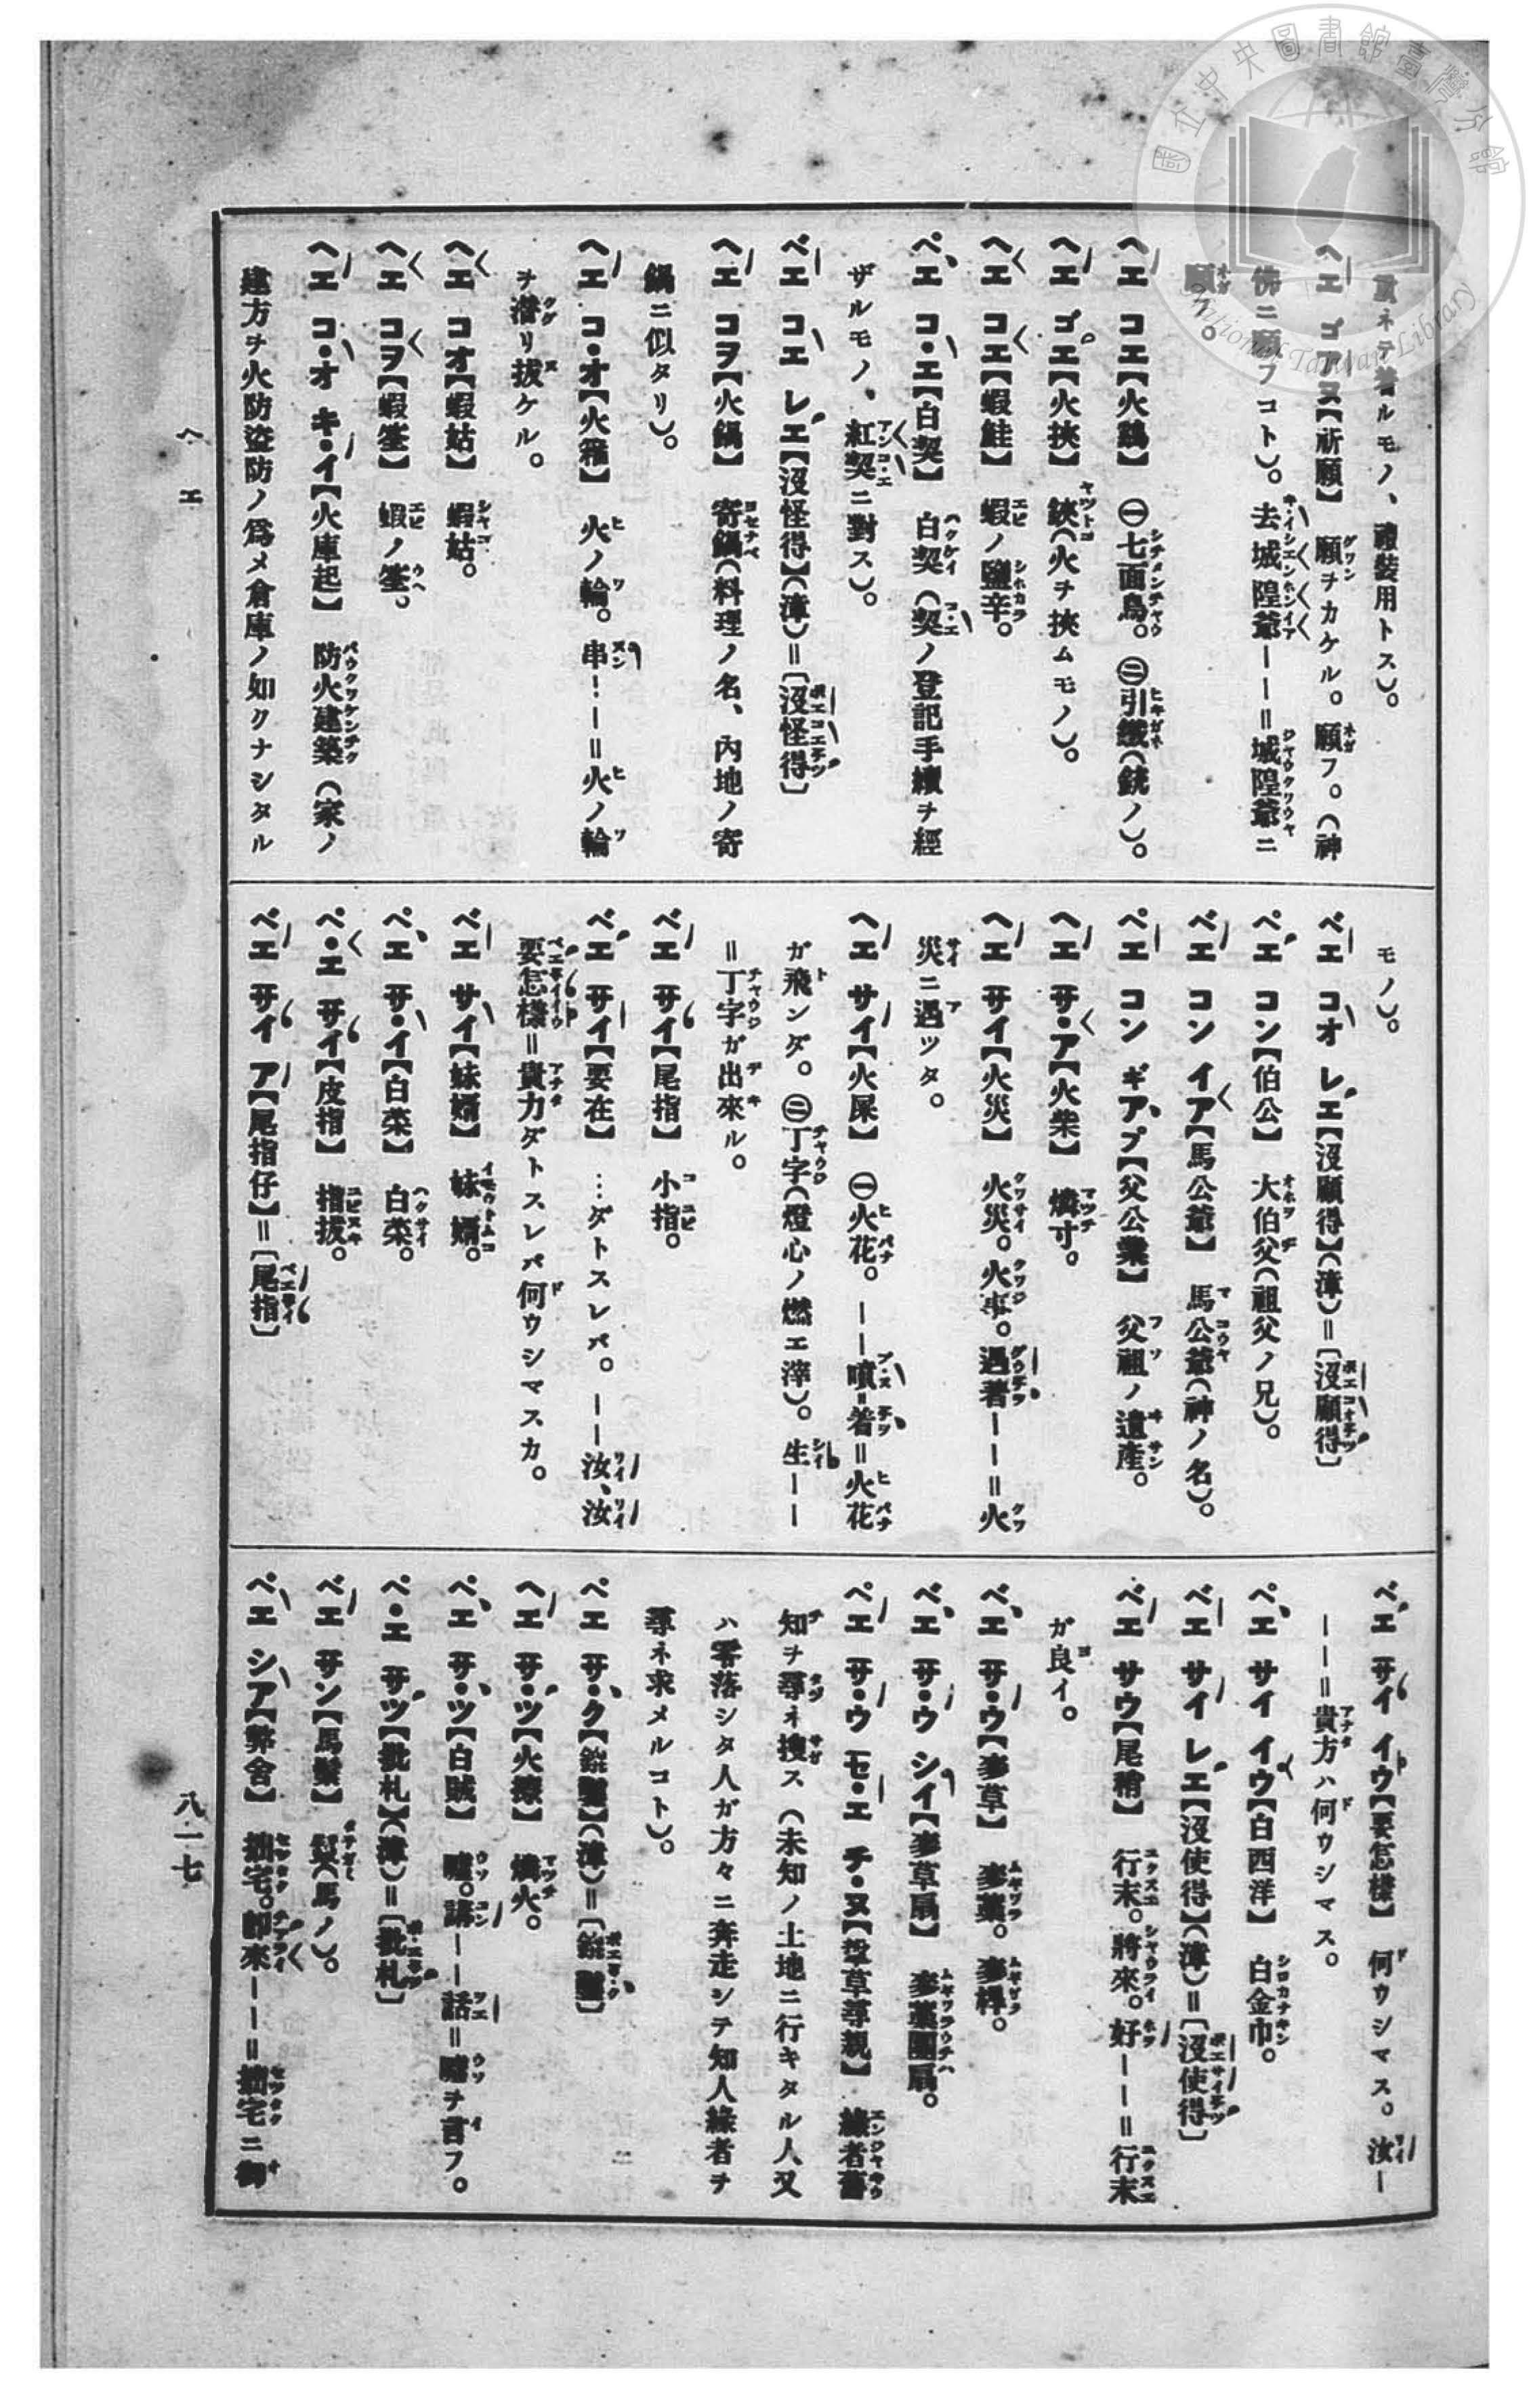 重ネテ着ルモノ、禮裝用トス)。
ヘエ ゴアヌ【祈願】 願ヲカケル。願フ。(神
佛ニ願フコト)。去城隍爺ーー=城隍爺ニ
願フ。
ヘエ コエ【火鷄】 ㊀七面鳥。㊁引鐵(銃ノ)。
ヘエ ゴエ【火挾】 鋏(火ヲ挾ムモノ)。
ヘエ コエ【蝦鮭】 蝦ノ鹽辛。
ペエ コ・エ【白契】 白契(契ノ登記手續ヲ經
ザルモノ、紅契ニ對ス)。
ベエ コエ レエ【沒怪得】(漳)=〔沒怪得〕
ヘエ コヲ【火鍋】 寄鍋(料理ノ名、內地ノ寄
鍋ニ似タリ)。
ヘエ コ・オ【火箍】 火ノ輪。串…ー=火ノ輪
ヲ潛リ拔ケル。
ヘエ コオ【蝦姑】 蝦姑。
ヘエ コヲ【蝦筌】 蝦ノ筌。
ヘエ コ・オ キ・イ【火庫起】 防火建築(家ノ
建方ヲ火防盜防ノ爲メ倉庫ノ如クナシタル
モノ)。
ベエ コオ レエ【沒願得】(漳)=〔沒願得〕
ペエ コン【伯公】 大伯父(祖父ノ兄)。
ベエ コン イア【馬公爺】 馬公爺(神ノ名)。
ペエ コン ギアプ【父公業】 父祖ノ遺產。
ヘエ サ・ア【火柴】 燐寸。
ヘエ サイ【火災】 火災。火事。遇著ーー=火
災ニ遇ツタ。
ヘエ サイ【火屎】 ㊀火花。ーー噴=着=火花
ガ飛ンダ。㊁丁字(燈心ノ燃エ滓)。生ーー
=丁字ガ出來ル。
ベエ サイ【尾指】 小指。
ベエ サイ【要在】 …ダトスレバ。ーー汝、汝
要怎樣=貴方ダトスレバ何ウシマスカ。
ベエ サイ【妹婿】 妹婿。
ペエ サ・イ【白菜】 白菜。
ペ・エ サイ【皮指】 指拔。
ベエ サイ ア【尾指仔】=〔尾指〕
ベエ サイ イウ【要怎樣】 何ウシマス。汝ー
ーー=貴方ハ何ウシマス。
ペエ サイ イウ【白西洋】 白金巾。
ベエ サイ レエ【沒使得】(漳)=〔沒使得〕
ベエ サウ【尾稍】 行末。將來。好ーー=行末
ガ良イ。
ベエ サ・ウ【麥草】 麥藁。麥稈。
ベエ サ・ウ シイ【麥草扇】 麥藁團扇。
ペエ サ・ウ セ・エ チ・ヌ 緣者舊
知ヲ尋ネ搜ス(未知ノ土地ニ行キタル人又
ハ零落シタ人ガ方々ニ奔走シテ知人緣者ヲ
尋ネ求メルコト)。
ペエ サ・ク(漳)=
ヘエ サ・ツ【火擦】 燐火。
ペエ サ・ツ【白賊】 噓。講ーー話=噓ヲ言フ。
ペ・エ サツ【批札】(漳)=〔批札〕
ベエ サン【馬鬃】 鬃(馬ノ)。
ペエ シア【弊舍】 拙宅。卽來ーー=拙宅ニ御
ヘエ
八一七
國立中央圖書館臺灣分館
National Taiwan Library